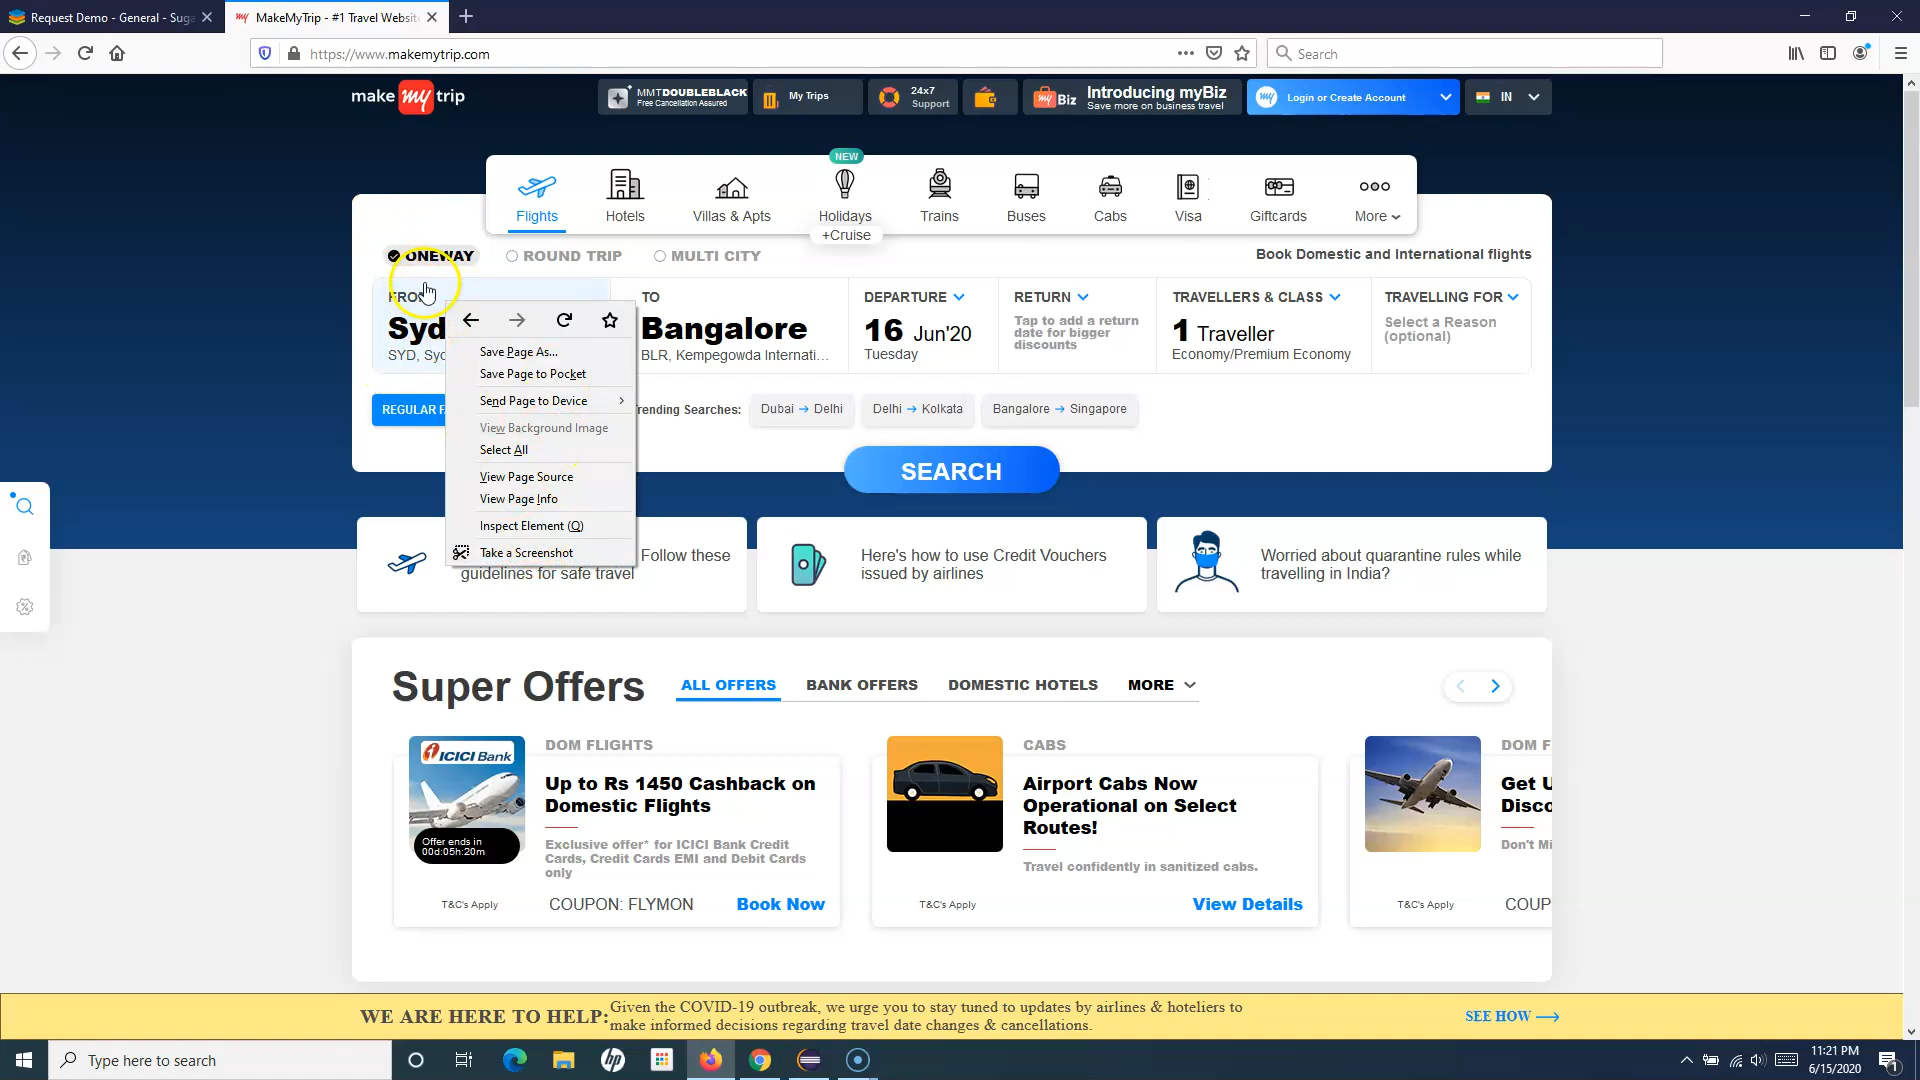 Request Demo - General - Suga
MakeMyTrip - #1 Travel Website
https://www.makemytrip.com
Search
make my trip
MMTDOUBLEBLACK
Free Cancellation Assured
My Trips
24x7
Support
my Biz
Introducing myBiz
Save more on business travel
my
Login or Create Account
IN
NEW
Flights
Hotels
Villas & Apts
Holidays
+Cruise
Trains
Buses
Cabs
Visa
Giftcards
More
ONEWAY
ROUND TRIP
MULTI CITY
Book Domestic and International flights
FRO
Syd
SYD, Syd
TO
Bangalore
BLR, Kempegowda Internati...
DEPARTURE
16 Jun'20
Tuesday
RETURN
Tap to add a return
date for bigger
discounts
TRAVELLERS & CLASS
1 Traveller
Economy/Premium Economy
TRAVELLING FOR
Select a Reason
(optional)
Save Page As...
Save Page to Pocket
Send Page to Device
View Background Image
Select All
View Page Source
View Page Info
Inspect Element (Q)
Take a Screenshot
REGULAR FA
rending Searches:
Dubai → Delhi
Delhi → Kolkata
Bangalore → Singapore
SEARCH
Follow these
guidelines for safe travel
Here's how to use Credit Vouchers
issued by airlines
Worried about quarantine rules while
travelling in India?
Super Offers
ALL OFFERS
BANK OFFERS
DOMESTIC HOTELS
MORE
ICICI Bank
Offer ends in
00d:05h:20m
T&C's Apply
DOM FLIGHTS
Up to Rs 1450 Cashback on
Domestic Flights
Exclusive offer* for ICICI Bank Credit
Cards, Credit Cards EMI and Debit Cards
only
COUPON: FLYMON
Book Now
CABS
Airport Cabs Now
Operational on Select
Routes!
Travel confidently in sanitized cabs.
T&C's Apply
View Details
DOM F
Get U
Disco
Don't Mi
T&C's Apply
COUP
WE ARE HERE TO HELP:
Given the COVID-19 outbreak, we urge you to stay tuned to updates by airlines & hoteliers to
make informed decisions regarding travel date changes & cancellations.
SEE HOW
Type here to search
hp
11:21 PM
6/15/2020
1